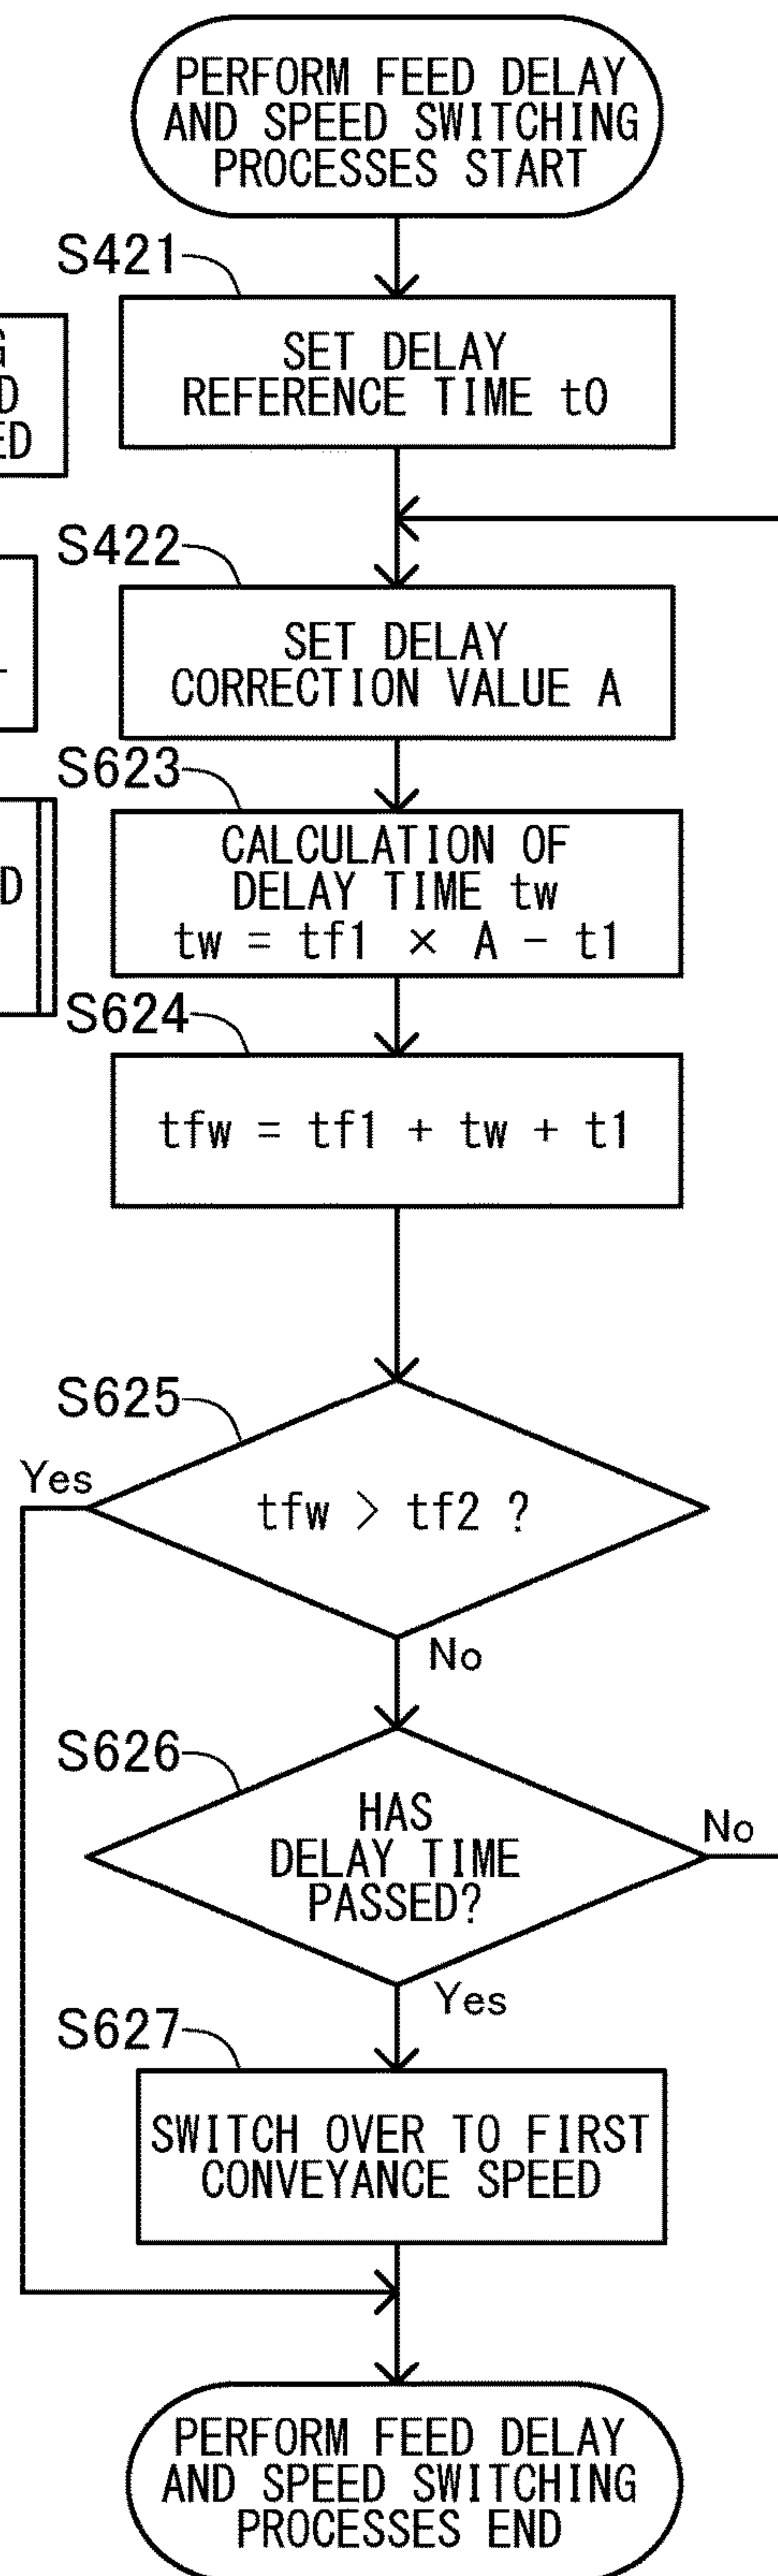 PERFORM FEED DELAY
AND SPEED SWITCHING
PROCESSES START
S421
SET DELAY
REFERENCE TIME t0
S422
SET DELAY
CORRECTION VALUE A
S623
CALCULATION OF
DELAY TIME tw
tw = tf1 × A − t1
S624
tfw = tf1 + tw + t1
S625
Yes
tfw > tf2 ?
No
S626
HAS
DELAY TIME
PASSED?
No
Yes
S627
SWITCH OVER TO FIRST
CONVEYANCE SPEED
PERFORM FEED DELAY
AND SPEED SWITCHING
PROCESSES END